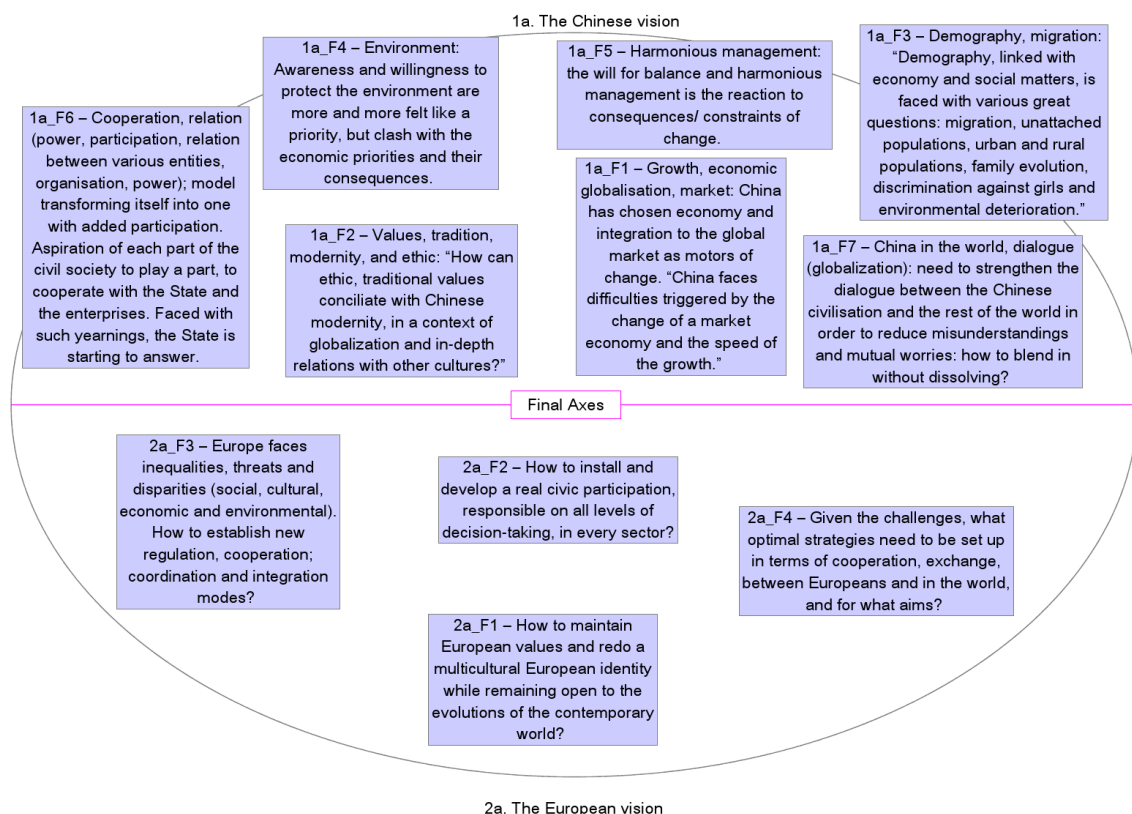 1a. The Chinese vision
1a_F4 – Environment:
Awareness and willingness to
protect the environment are
more and more felt like a
priority, but clash with the
economic priorities and their
consequences.
1a_F5 – Harmonious management:
the will for balance and harmonious
management is the reaction to
consequences/ constraints of
change.
1a_F3 – Demography, migration:
“Demography, linked with
economy and social matters, is
faced with various great
questions: migration, unattached
populations, urban and rural
populations, family evolution,
discrimination against girls and
environmental deterioration.”
1a_F6 – Cooperation, relation
(power, participation, relation
between various entities,
organisation, power); model
transforming itself into one
with added participation.
Aspiration of each part of the
civil society to play a part, to
cooperate with the State and
the enterprises. Faced with
such yearnings, the State is
starting to answer.
1a_F2 – Values, tradition,
modernity, and ethic: “How can
ethic, traditional values
conciliate with Chinese
modernity, in a context of
globalization and in-depth
relations with other cultures?”
1a_F1 – Growth, economic
globalisation, market: China
has chosen economy and
integration to the global
market as motors of
change. “China faces
difficulties triggered by the
change of a market
economy and the speed of
the growth.”
1a_F7 – China in the world, dialogue
(globalization): need to strengthen the
dialogue between the Chinese
civilisation and the rest of the world in
order to reduce misunderstandings
and mutual worries: how to blend in
without dissolving?
Final Axes
2a_F3 – Europe faces
inequalities, threats and
disparities (social, cultural,
economic and environmental).
How to establish new
regulation, cooperation;
coordination and integration
modes?
2a_F2 – How to install and
develop a real civic participation,
responsible on all levels of
decision-taking, in every sector?
2a_F4 – Given the challenges, what
optimal strategies need to be set up
in terms of cooperation, exchange,
between Europeans and in the world,
and for what aims?
2a_F1 – How to maintain
European values and redo a
multicultural European identity
while remaining open to the
evolutions of the contemporary
world?
2a. The European vision